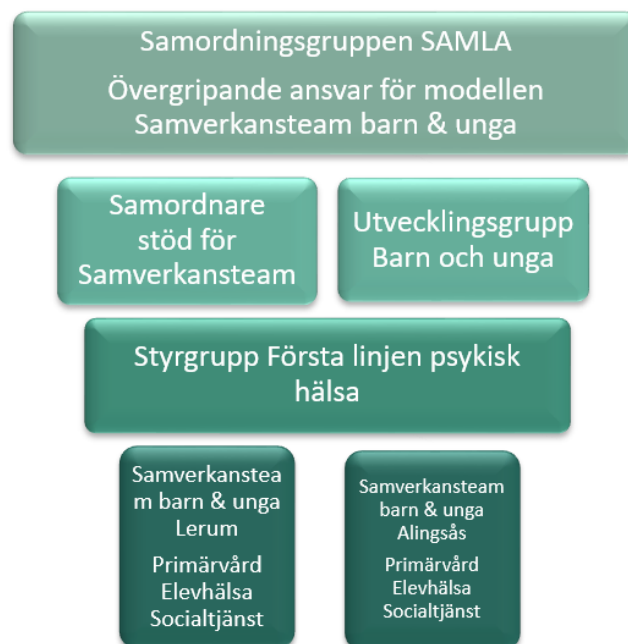 Samordningsgruppen SAMLA
Övergripande ansvar för modellen
Samverkansteam barn & unga
Samordnare
stöd för
Samverkansteam
Utvecklingsgrupp
Barn och unga
Styrgrupp Första linjen psykisk
hälsa
Samverkanstea
m barn & unga
Lerum
Primärvård
Elevhälsa
Socialtjänst
Samverkansteam
barn & unga
Alingsås
Primärvård
Elevhälsa
Socialtjänst